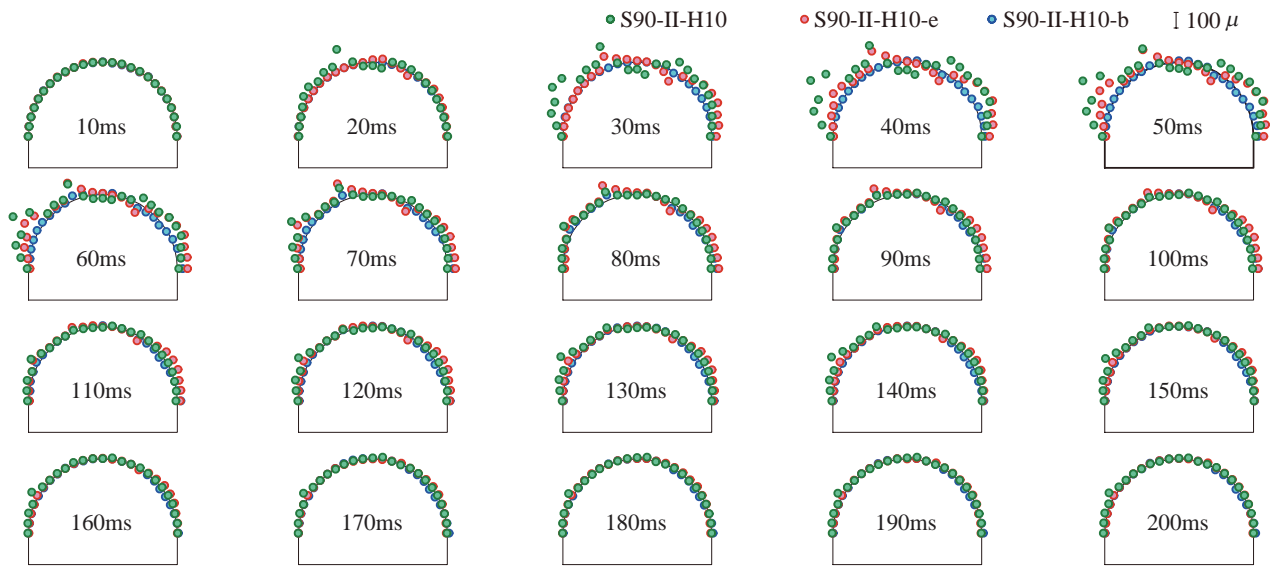 S90-II-H10 S90-II-H10-e S90-II-H10-b 100 μ
10ms 20ms 30ms 40ms 50ms
60ms 70ms 80ms 90ms 100ms
110ms 120ms 130ms 140ms 150ms
160ms 170ms 180ms 190ms 200ms